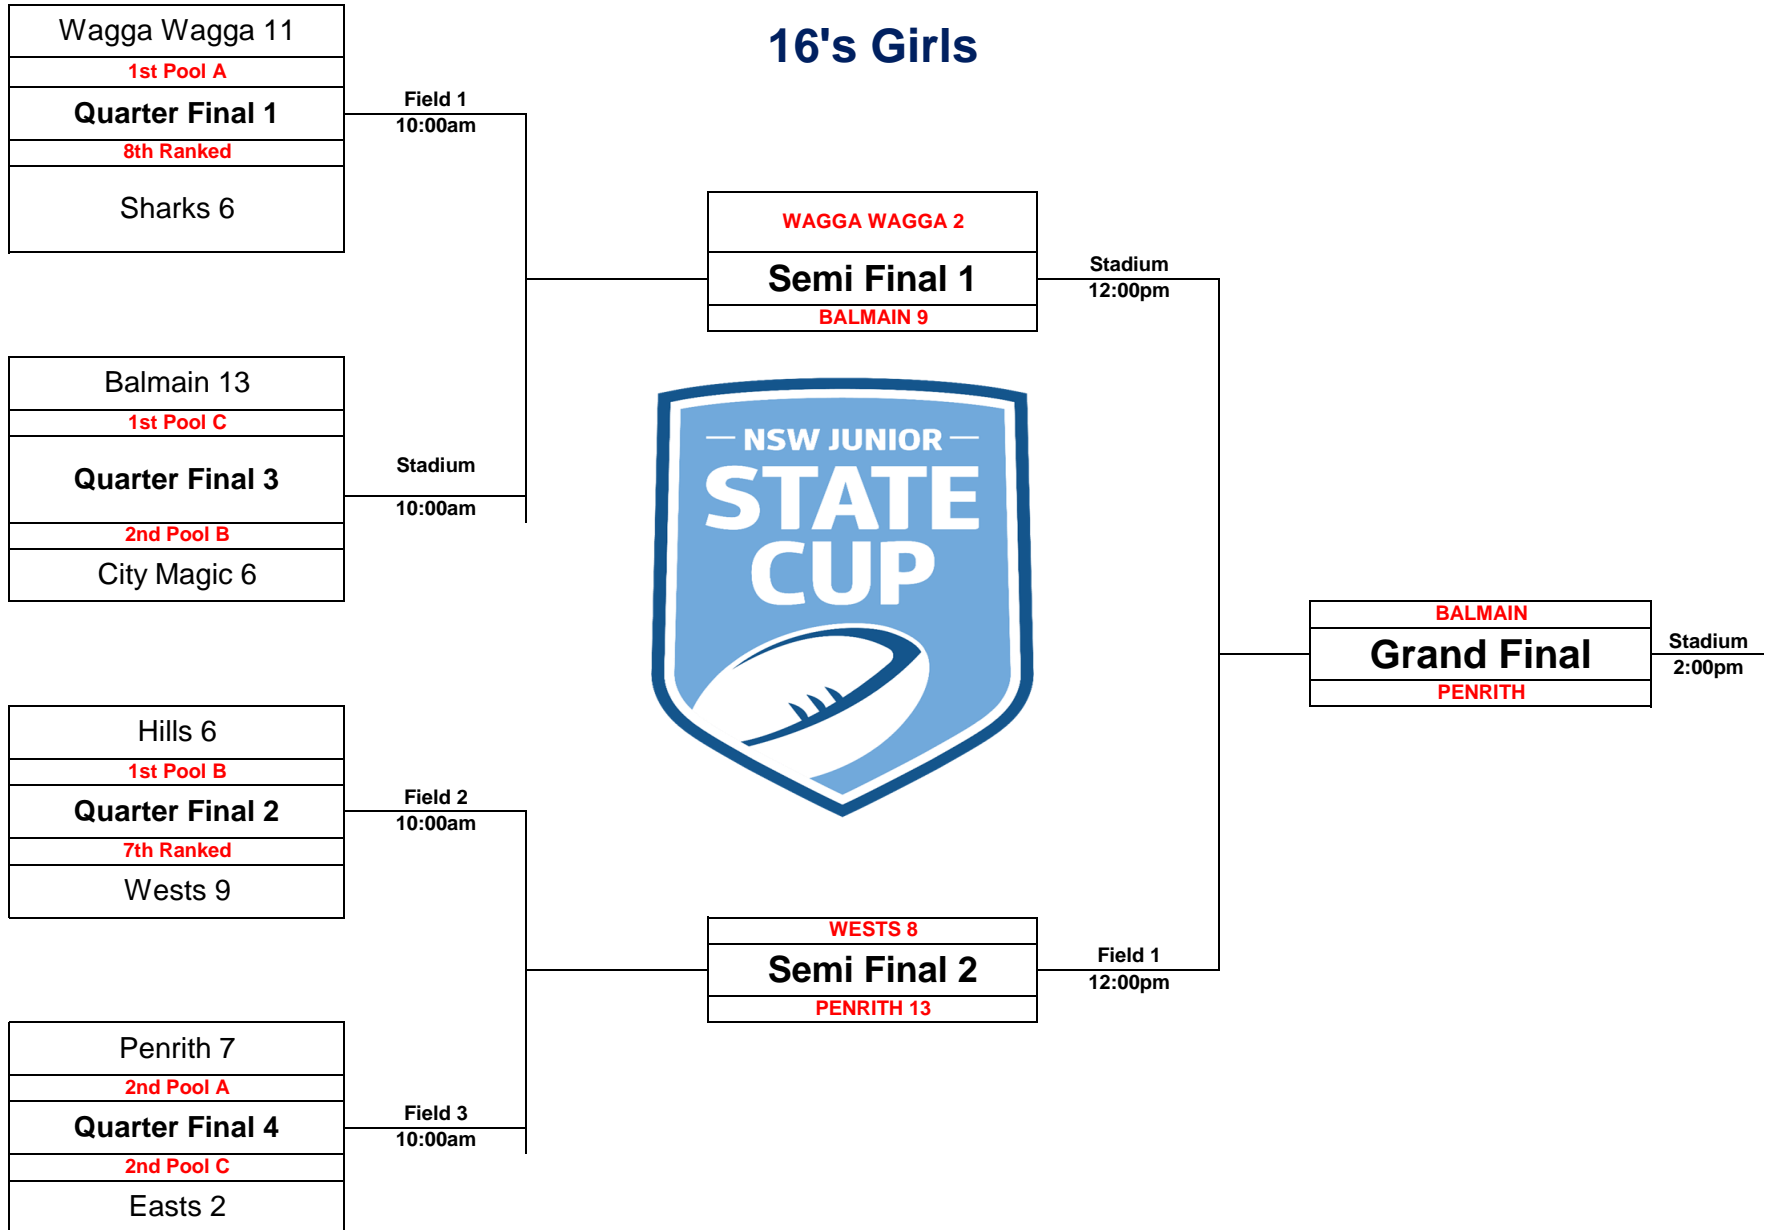 16's Girls
Wagga Wagga 11
1st Pool A
Quarter Final 1
8th Ranked
Sharks 6
Field 1
10:00am
Balmain 13
1st Pool C
Quarter Final 3
2nd Pool B
City Magic 6
Stadium
10:00am
Hills 6
1st Pool B
Quarter Final 2
7th Ranked
Wests 9
Field 2
10:00am
Penrith 7
2nd Pool A
Quarter Final 4
2nd Pool C
Easts 2
Field 3
10:00am
WAGGA WAGGA 2
Semi Final 1
BALMAIN 9
Stadium
12:00pm
NSW JUNIOR
STATE
CUP
WESTS 8
Semi Final 2
PENRITH 13
Field 1
12:00pm
BALMAIN
Grand Final
PENRITH
Stadium
2:00pm